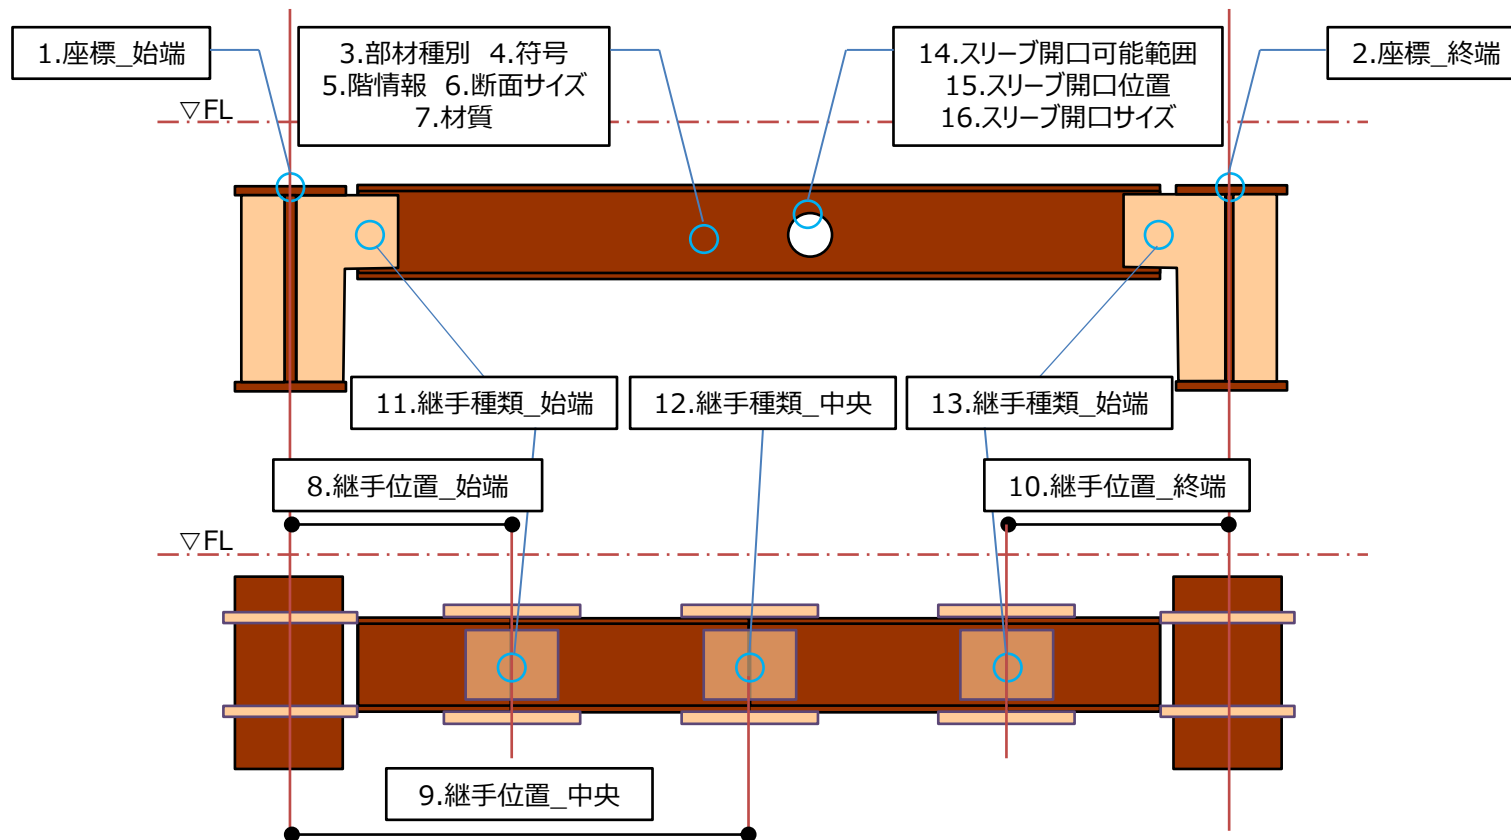 1.座標_始端
3.部材種別 4.符号
5.階情報 6.断面サイズ
7.材質
14.スリーブ開口可能範囲
15.スリーブ開口位置
16.スリーブ開口サイズ
2.座標_終端
▽FL
11.継手種類_始端
12.継手種類_中央
13.継手種類_始端
8.継手位置_始端
10.継手位置_終端
▽FL
9.継手位置_中央